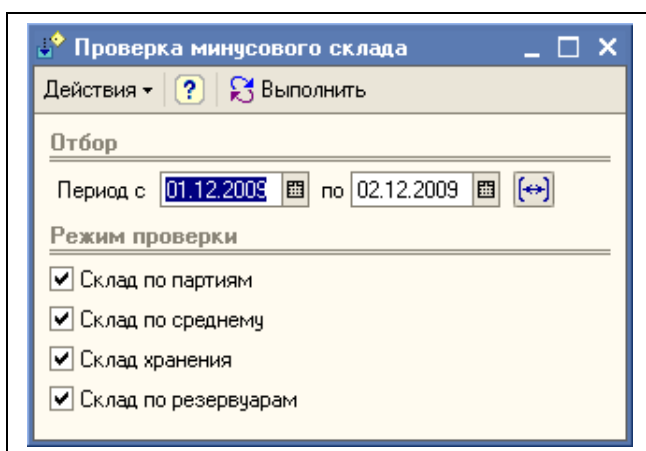 Проверка минусового склада
Действия ? Выполнить
Отбор
Период с 01.12.2009 по 02.12.2009
Режим проверки
Склад по партиям
Склад по среднему
Склад хранения
Склад по резервуарам